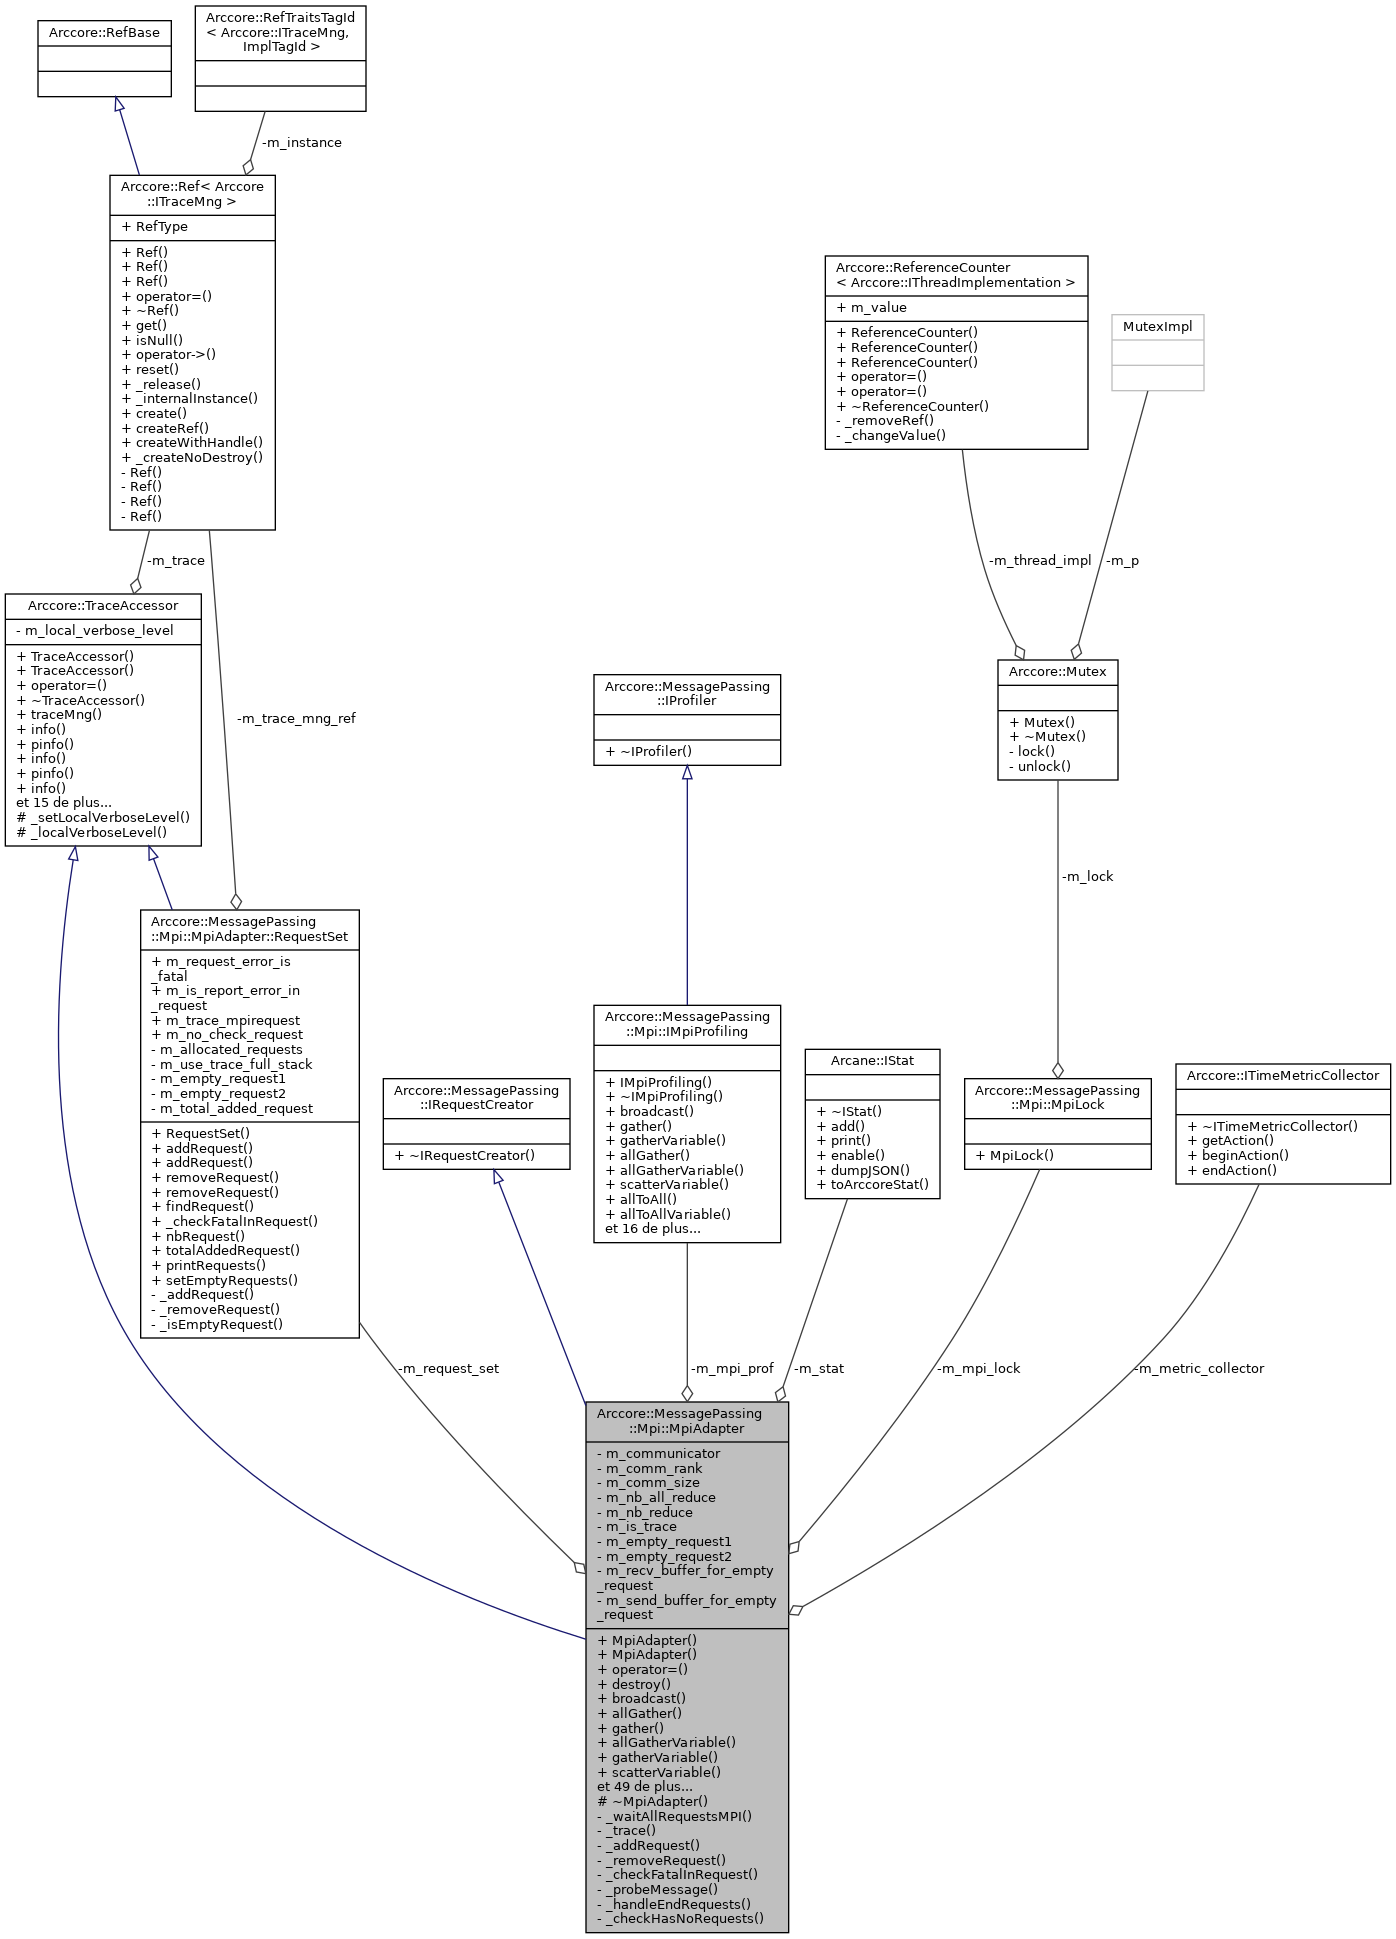 Arccore::RefBase
Arccore::RefTraitsTagId
< Arccore::ITraceMng,
ImplTagId >
-m_instance
Arccore::Ref< Arccore
::ITraceMng >
+ RefType
+ Ref()
+ Ref()
+ Ref()
+ operator=()
+ ~Ref()
+ get()
+ isNull()
+ operator->()
+ reset()
+ _release()
+ _internalInstance()
+ create()
+ createRef()
+ createWithHandle()
+ _createNoDestroy()
- Ref()
- Ref()
- Ref()
- Ref()
Arccore::ReferenceCounter
< Arccore::IThreadImplementation >
+ m_value
+ ReferenceCounter()
+ ReferenceCounter()
+ ReferenceCounter()
+ operator=()
+ operator=()
+ ~ReferenceCounter()
- _removeRef()
- _changeValue()
MutexImpl
-m_trace
-m_thread_impl
-m_p
Arccore::TraceAccessor
- m_local_verbose_level
+ TraceAccessor()
+ TraceAccessor()
+ operator=()
+ ~TraceAccessor()
+ traceMng()
+ info()
+ pinfo()
+ info()
+ pinfo()
+ info()
et 15 de plus...
# _setLocalVerboseLevel()
# _localVerboseLevel()
-m_trace_mng_ref
Arccore::MessagePassing
::IProfiler
+ ~IProfiler()
Arccore::Mutex
+ Mutex()
+ ~Mutex()
- lock()
- unlock()
-m_lock
Arccore::MessagePassing
::Mpi::MpiAdapter::RequestSet
+ m_request_error_is
_fatal
+ m_is_report_error_in
_request
+ m_trace_mpirequest
+ m_no_check_request
- m_allocated_requests
- m_use_trace_full_stack
- m_empty_request1
- m_empty_request2
- m_total_added_request
+ RequestSet()
+ addRequest()
+ addRequest()
+ removeRequest()
+ removeRequest()
+ findRequest()
+ _checkFatalInRequest()
+ nbRequest()
+ totalAddedRequest()
+ printRequests()
+ setEmptyRequests()
- _addRequest()
- _removeRequest()
- _isEmptyRequest()
Arccore::MessagePassing
::IRequestCreator
+ ~IRequestCreator()
Arccore::MessagePassing
::Mpi::IMpiProfiling
+ IMpiProfiling()
+ ~IMpiProfiling()
+ broadcast()
+ gather()
+ gatherVariable()
+ allGather()
+ allGatherVariable()
+ scatterVariable()
+ allToAll()
+ allToAllVariable()
et 16 de plus...
Arcane::IStat
+ ~IStat()
+ add()
+ print()
+ enable()
+ dumpJSON()
+ toArccoreStat()
Arccore::MessagePassing
::Mpi::MpiLock
+ MpiLock()
Arccore::ITimeMetricCollector
+ ~ITimeMetricCollector()
+ getAction()
+ beginAction()
+ endAction()
-m_request_set
-m_mpi_prof
-m_stat
-m_mpi_lock
-m_metric_collector
Arccore::MessagePassing
::Mpi::MpiAdapter
- m_communicator
- m_comm_rank
- m_comm_size
- m_nb_all_reduce
- m_nb_reduce
- m_is_trace
- m_empty_request1
- m_empty_request2
- m_recv_buffer_for_empty
_request
- m_send_buffer_for_empty
_request
+ MpiAdapter()
+ MpiAdapter()
+ operator=()
+ destroy()
+ broadcast()
+ allGather()
+ gather()
+ allGatherVariable()
+ gatherVariable()
+ scatterVariable()
et 49 de plus...
# ~MpiAdapter()
- _waitAllRequestsMPI()
- _trace()
- _addRequest()
- _removeRequest()
- _checkFatalInRequest()
- _probeMessage()
- _handleEndRequests()
- _checkHasNoRequests()